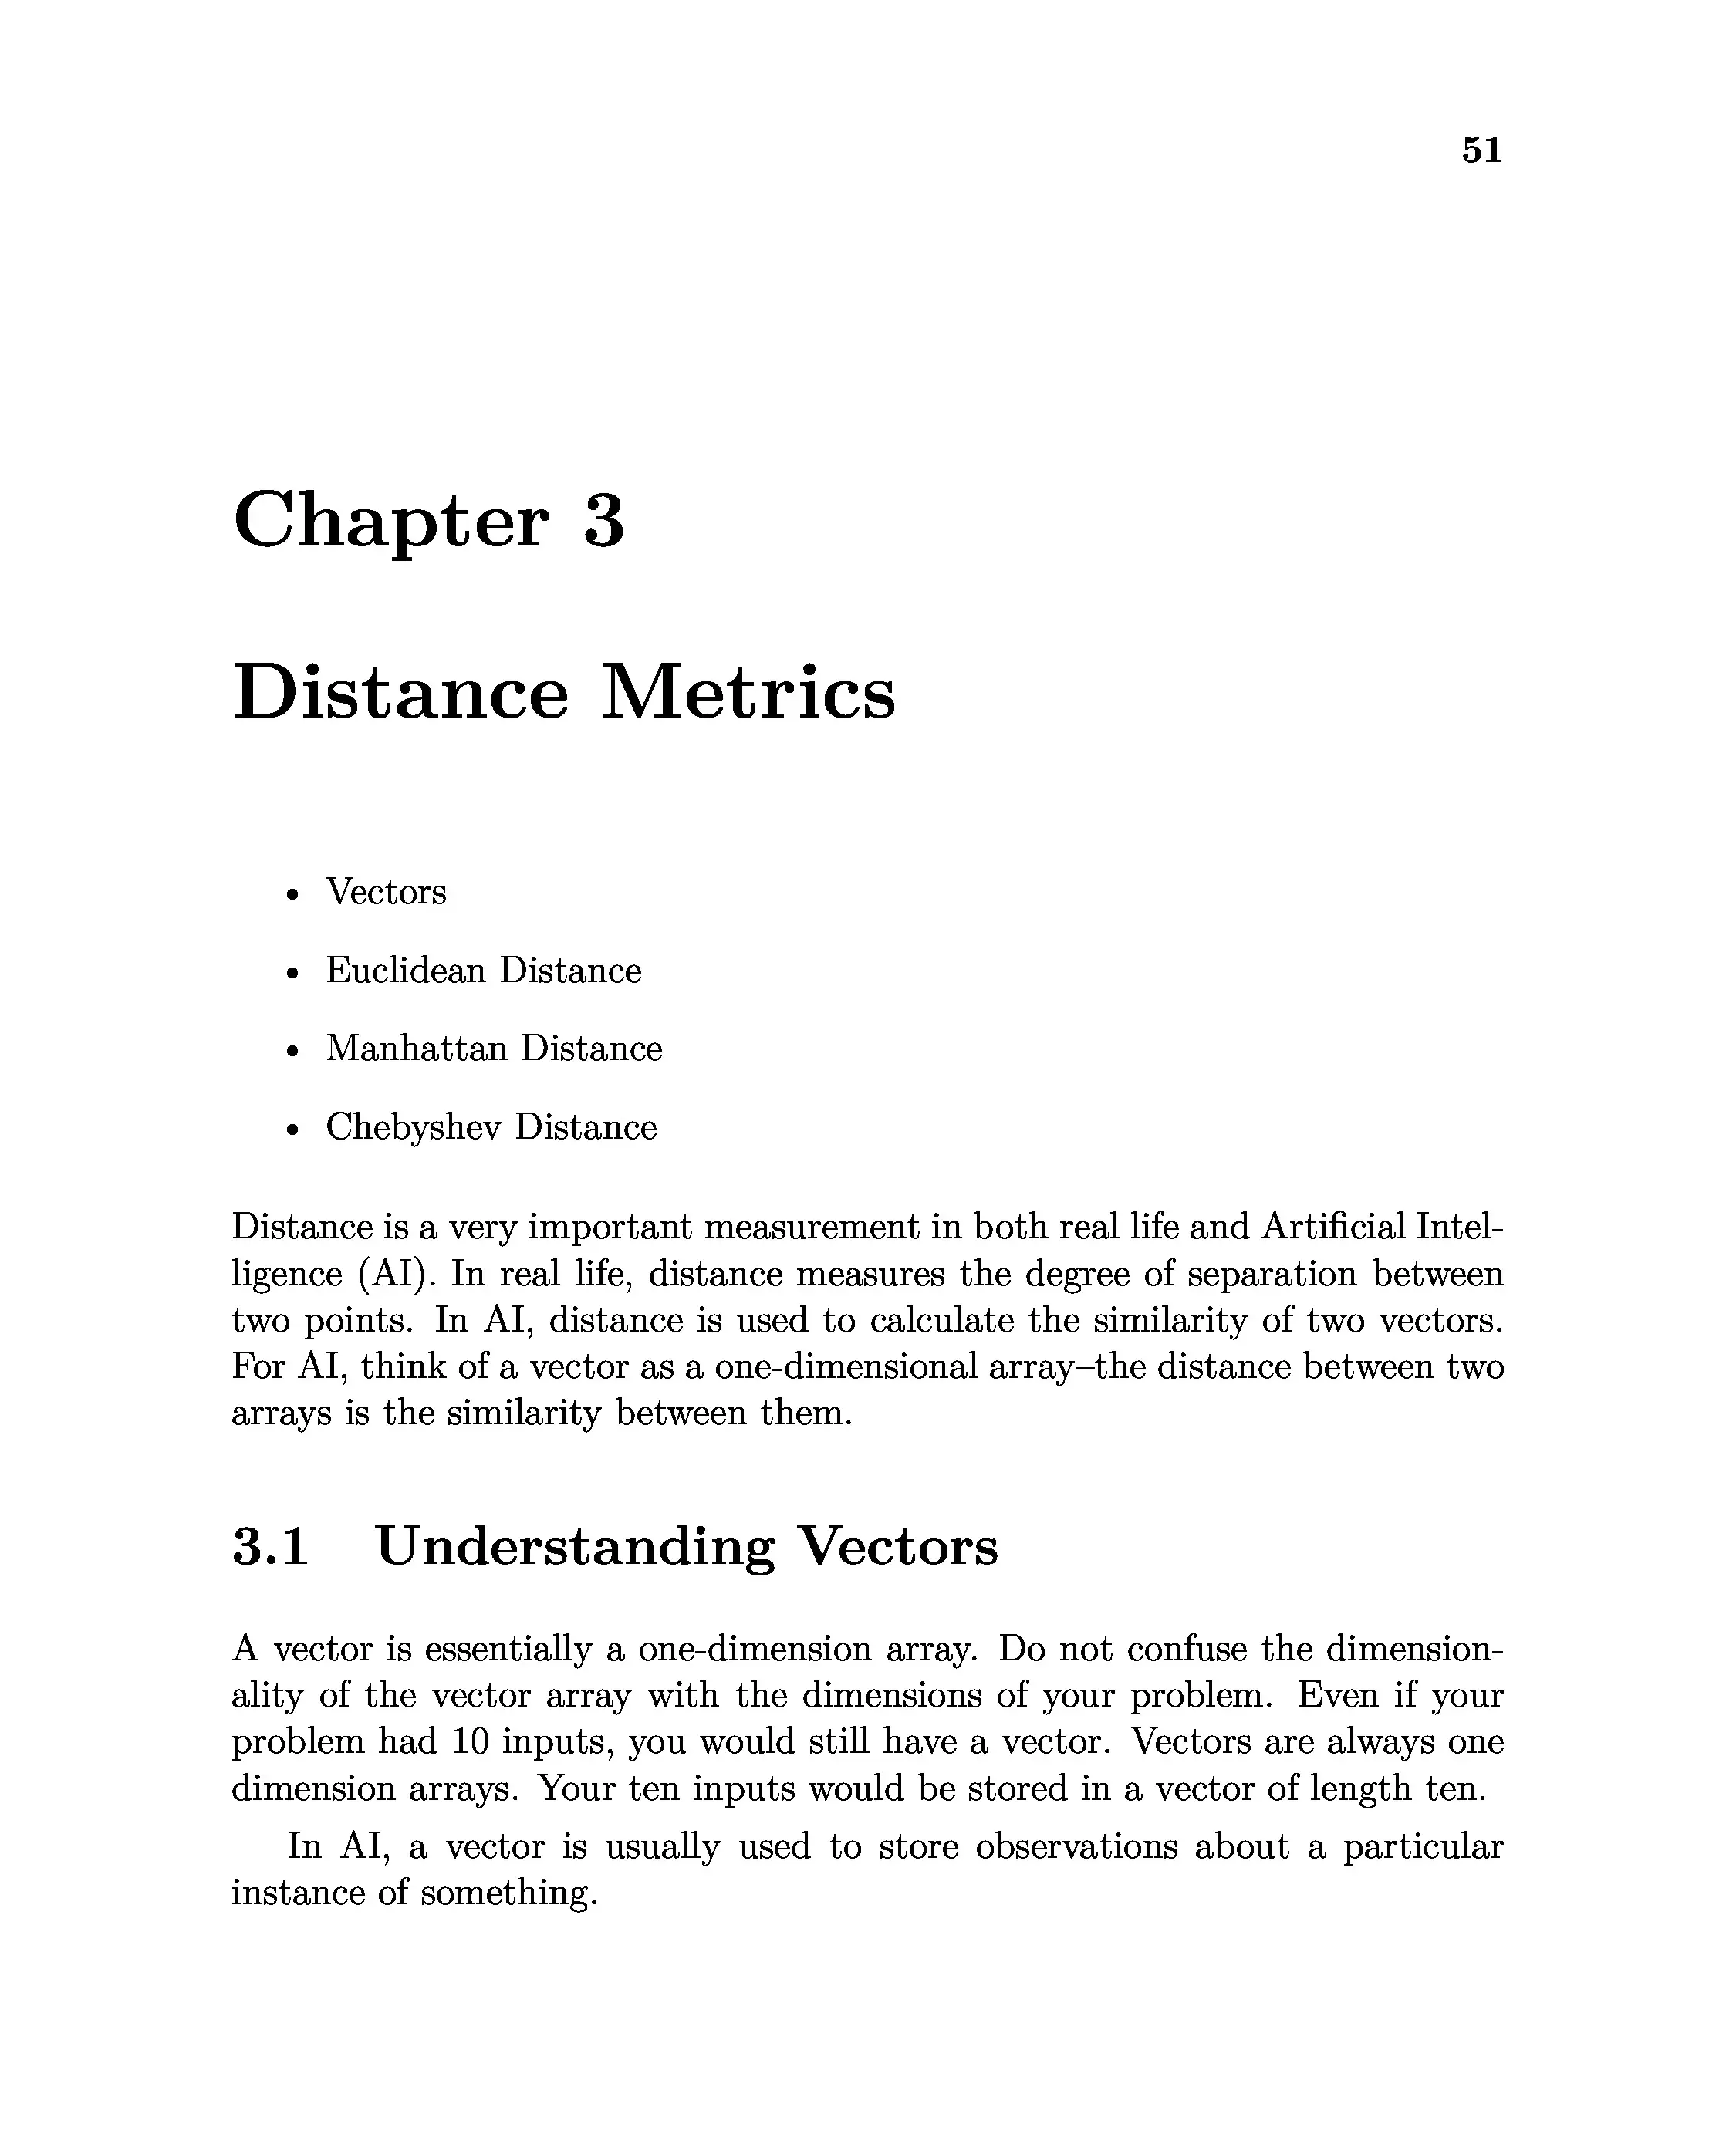 51
Chapter 3
Distance Metrics
• Vectors
• Euclidean Distance
• Manhattan Distance
• Chebyshev Distance
Distance is a very important measurement in both real life and Artificial Intel-
ligence (AI). In real life, distance measures the degree of separation between
two points. In AI, distance is used to calculate the similarity of two vectors.
For AI, think of a vector as a one-dimensional array–the distance between two
arrays is the similarity between them.
3.1 Understanding Vectors
A vector is essentially a one-dimension array. Do not confuse the dimension-
ality of the vector array with the dimensions of your problem. Even if your
problem had 10 inputs, you would still have a vector. Vectors are always one
dimension arrays. Your ten inputs would be stored in a vector of length ten.
In AI, a vector is usually used to store observations about a particular
instance of something.